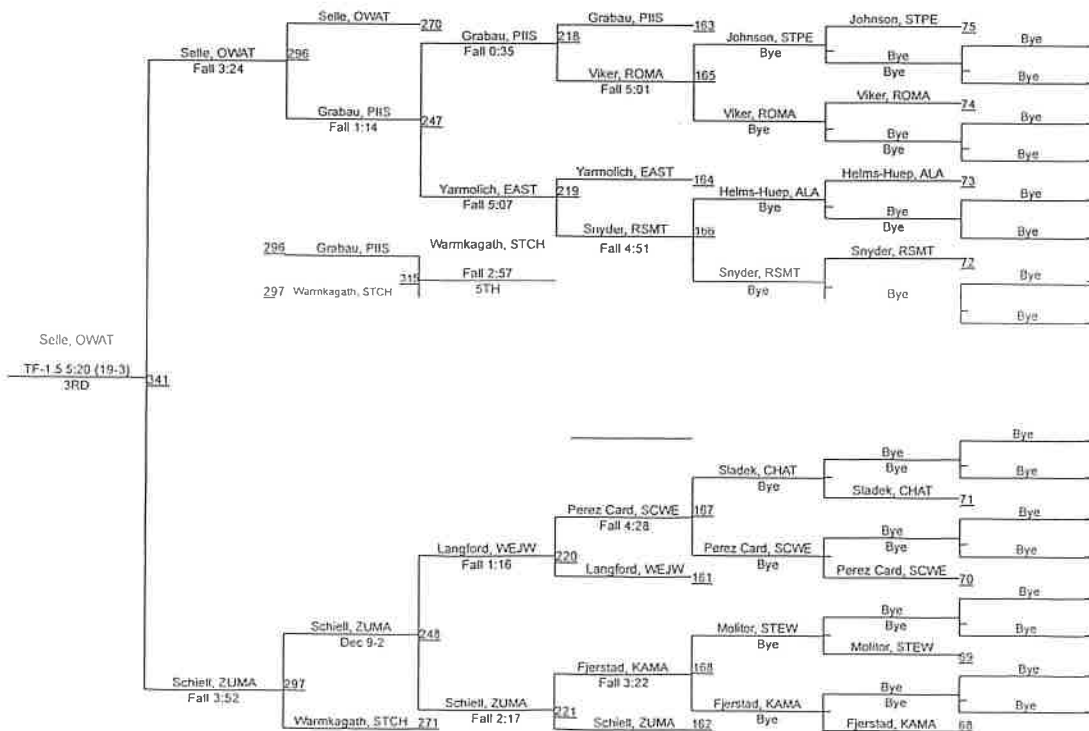 Selle, OWAT
270
Grabau, PIIS
163
Johnson, STPE
75
Bye
Selle, OWAT
Fall 3:24
296
Grabau, PIIS
Fall 0:35
218
Johnson, STPE
Bye
Bye
Bye
Bye
Viker, ROMA
Fall 5:01
165
Viker, ROMA
74
Bye
Grabau, PIIS
Fall 1:14
247
Viker, ROMA
Bye
Bye
Bye
Bye
Yarmolich, EAST
164
Helms-Huep, ALA
73
Bye
Yarmolich, EAST
Fall 5:07
219
Helms-Huep, ALA
Bye
Bye
Bye
Bye
Snyder, RSMT
Fall 4:51
166
296
Grabau, PIIS
Warmkagath, STCH
Snyder, RSMT
72
Bye
315
Fall 2:57
5TH
Snyder, RSMT
Bye
Bye
Bye
297
Warmkagath, STCH
Selle, OWAT
TF-1.5 5:20 (19-3)
3RD
341
Bye
Bye
Bye
Bye
Sladek, CHAT
Bye
Sladek, CHAT
71
Perez Card, SCWE
Fall 4:28
167
Bye
Bye
Bye
Bye
Langford, WEJW
Fall 1:16
220
Perez Card, SCWE
Bye
Langford, WEJW
161
Perez Card, SCWE
70
Bye
Bye
Bye
Bye
Schiell, ZUMA
Dec 9-2
248
Molitor, STEW
Bye
Molitor, STEW
69
Fjerstad, KAMA
Fall 3:22
168
Bye
Schiell, ZUMA
Fall 3:52
297
Bye
Bye
Bye
Schiell, ZUMA
Fall 2:17
221
Fjerstad, KAMA
Bye
Warmkagath, STCH
271
Schiell, ZUMA
162
Fjerstad, KAMA
68